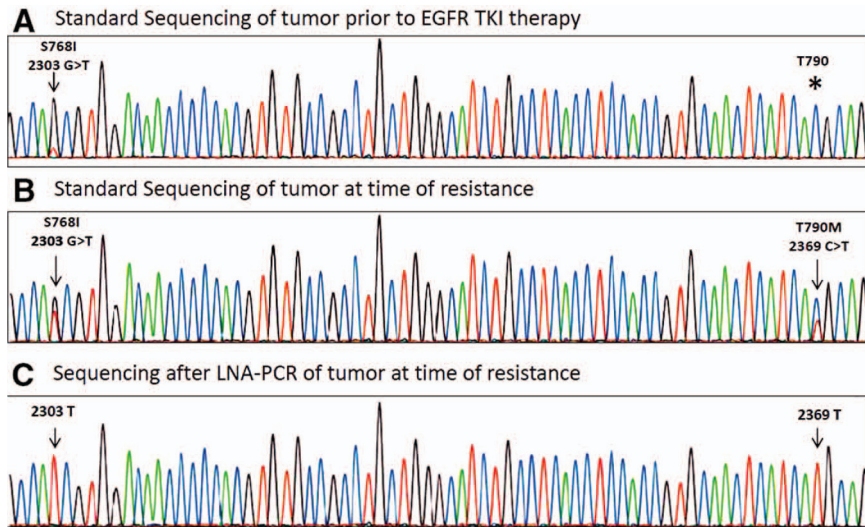 A Standard Sequencing of tumor prior to EGFR TKI therapy
S768I
2303 G>T
T790
*
B Standard Sequencing of tumor at time of resistance
S768I
2303 G>T
T790M
2369 C>T
C Sequencing after LNA-PCR of tumor at time of resistance
2303 T
2369 T